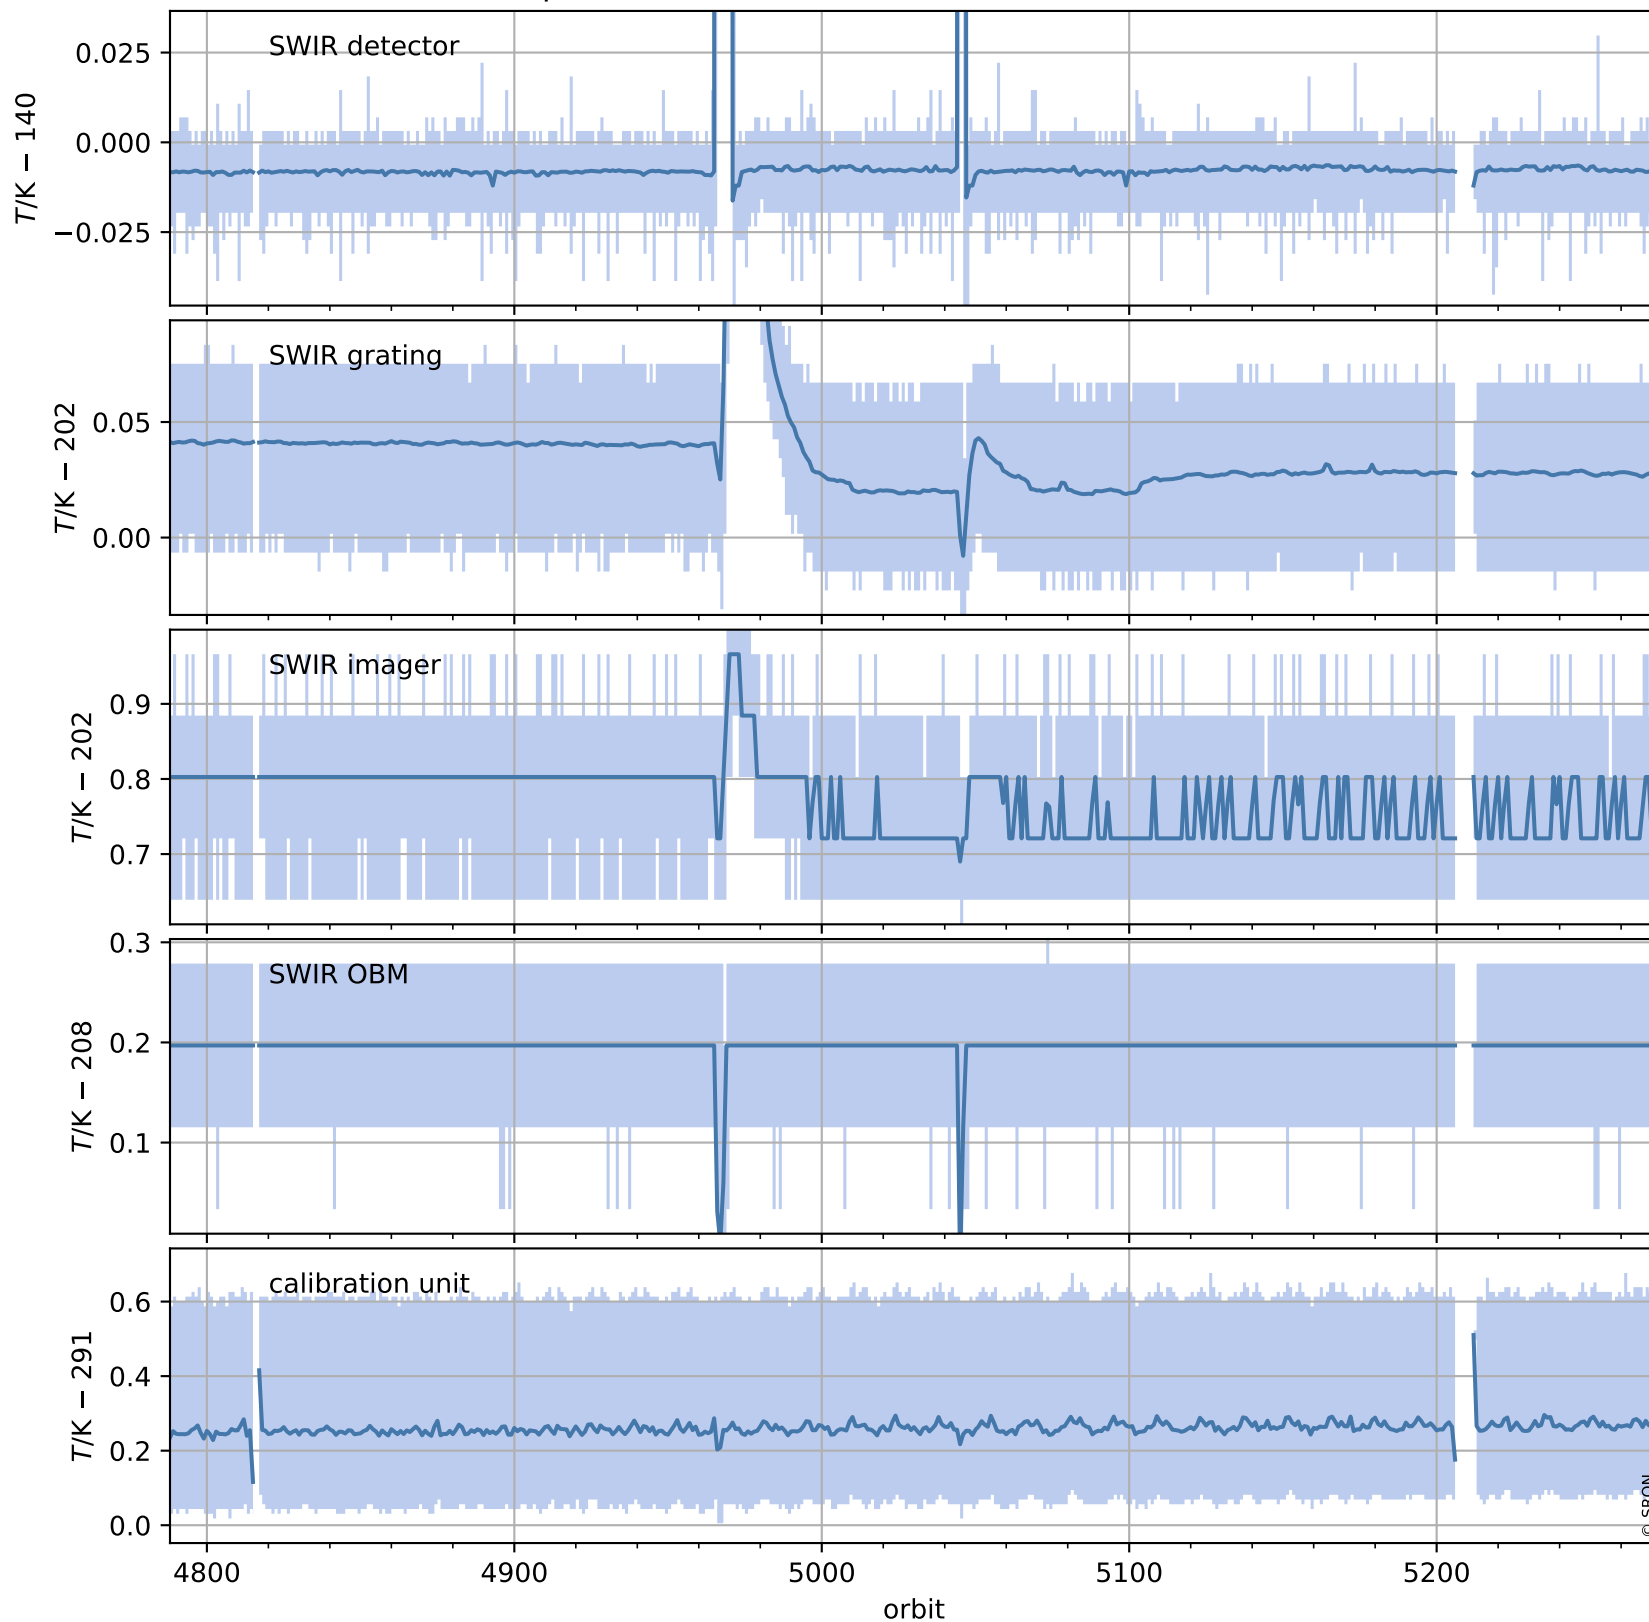 SWIR detector
0.025
0.000
−0.025
T/K − 140
SWIR grating
0.05
0.00
T/K − 202
SWIR imager
0.9
0.8
0.7
T/K − 202
SWIR OBM
0.3
0.2
0.1
T/K − 208
calibration unit
0.6
0.4
0.2
0.0
T/K − 291
4800 4900 5000 5100 5200
orbit
© SRON